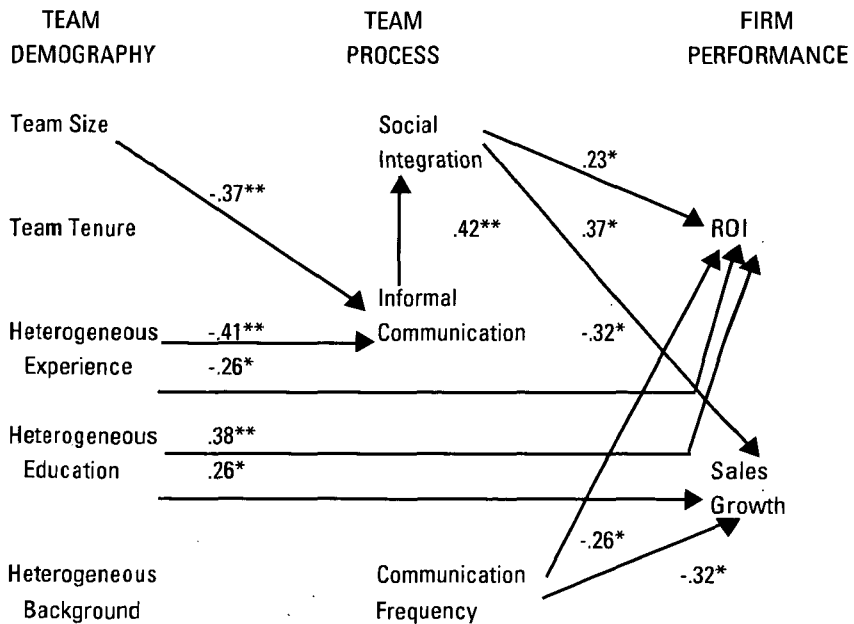 TEAM DEMOGRAPHY
TEAM PROCESS
FIRM PERFORMANCE
Team Size
Social Integration
.23*
-.37**
Team Tenure
.42**
.37*
ROI
Informal Communication
Heterogeneous Experience
-.41**
-.26*
-.32*
Heterogeneous Education
.38**
.26*
Sales Growth
-.26*
Heterogeneous Background
Communication Frequency
-.32*